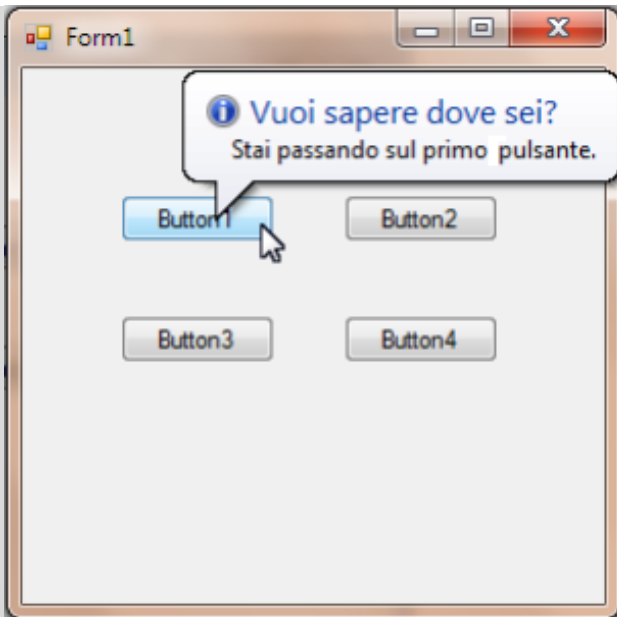 Form1
Vuoi sapere dove sei?
Stai passando sul primo pulsante.
Button1 Button2
Button3 Button4